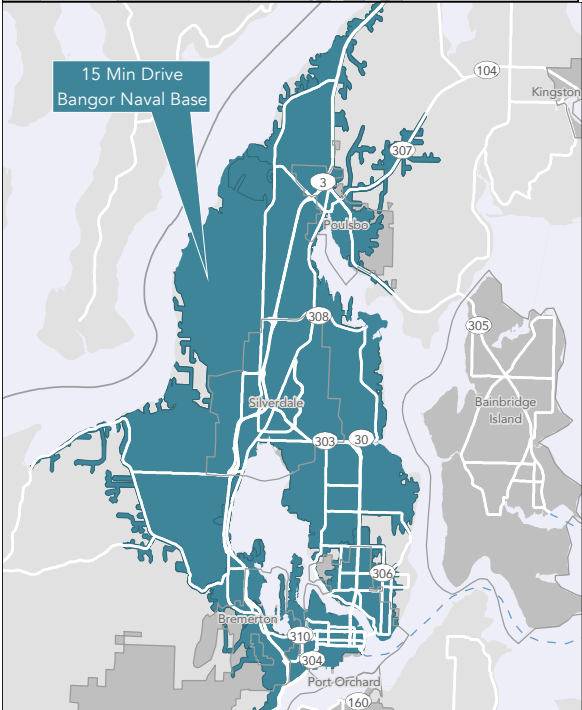 15 Min Drive
Bangor Naval Base
104
Kingston
307
3
Poulsbo
308
305
Silverdale
Bainbridge
Island
303
30
306
Bremerton
310
304
Port Orchard
160